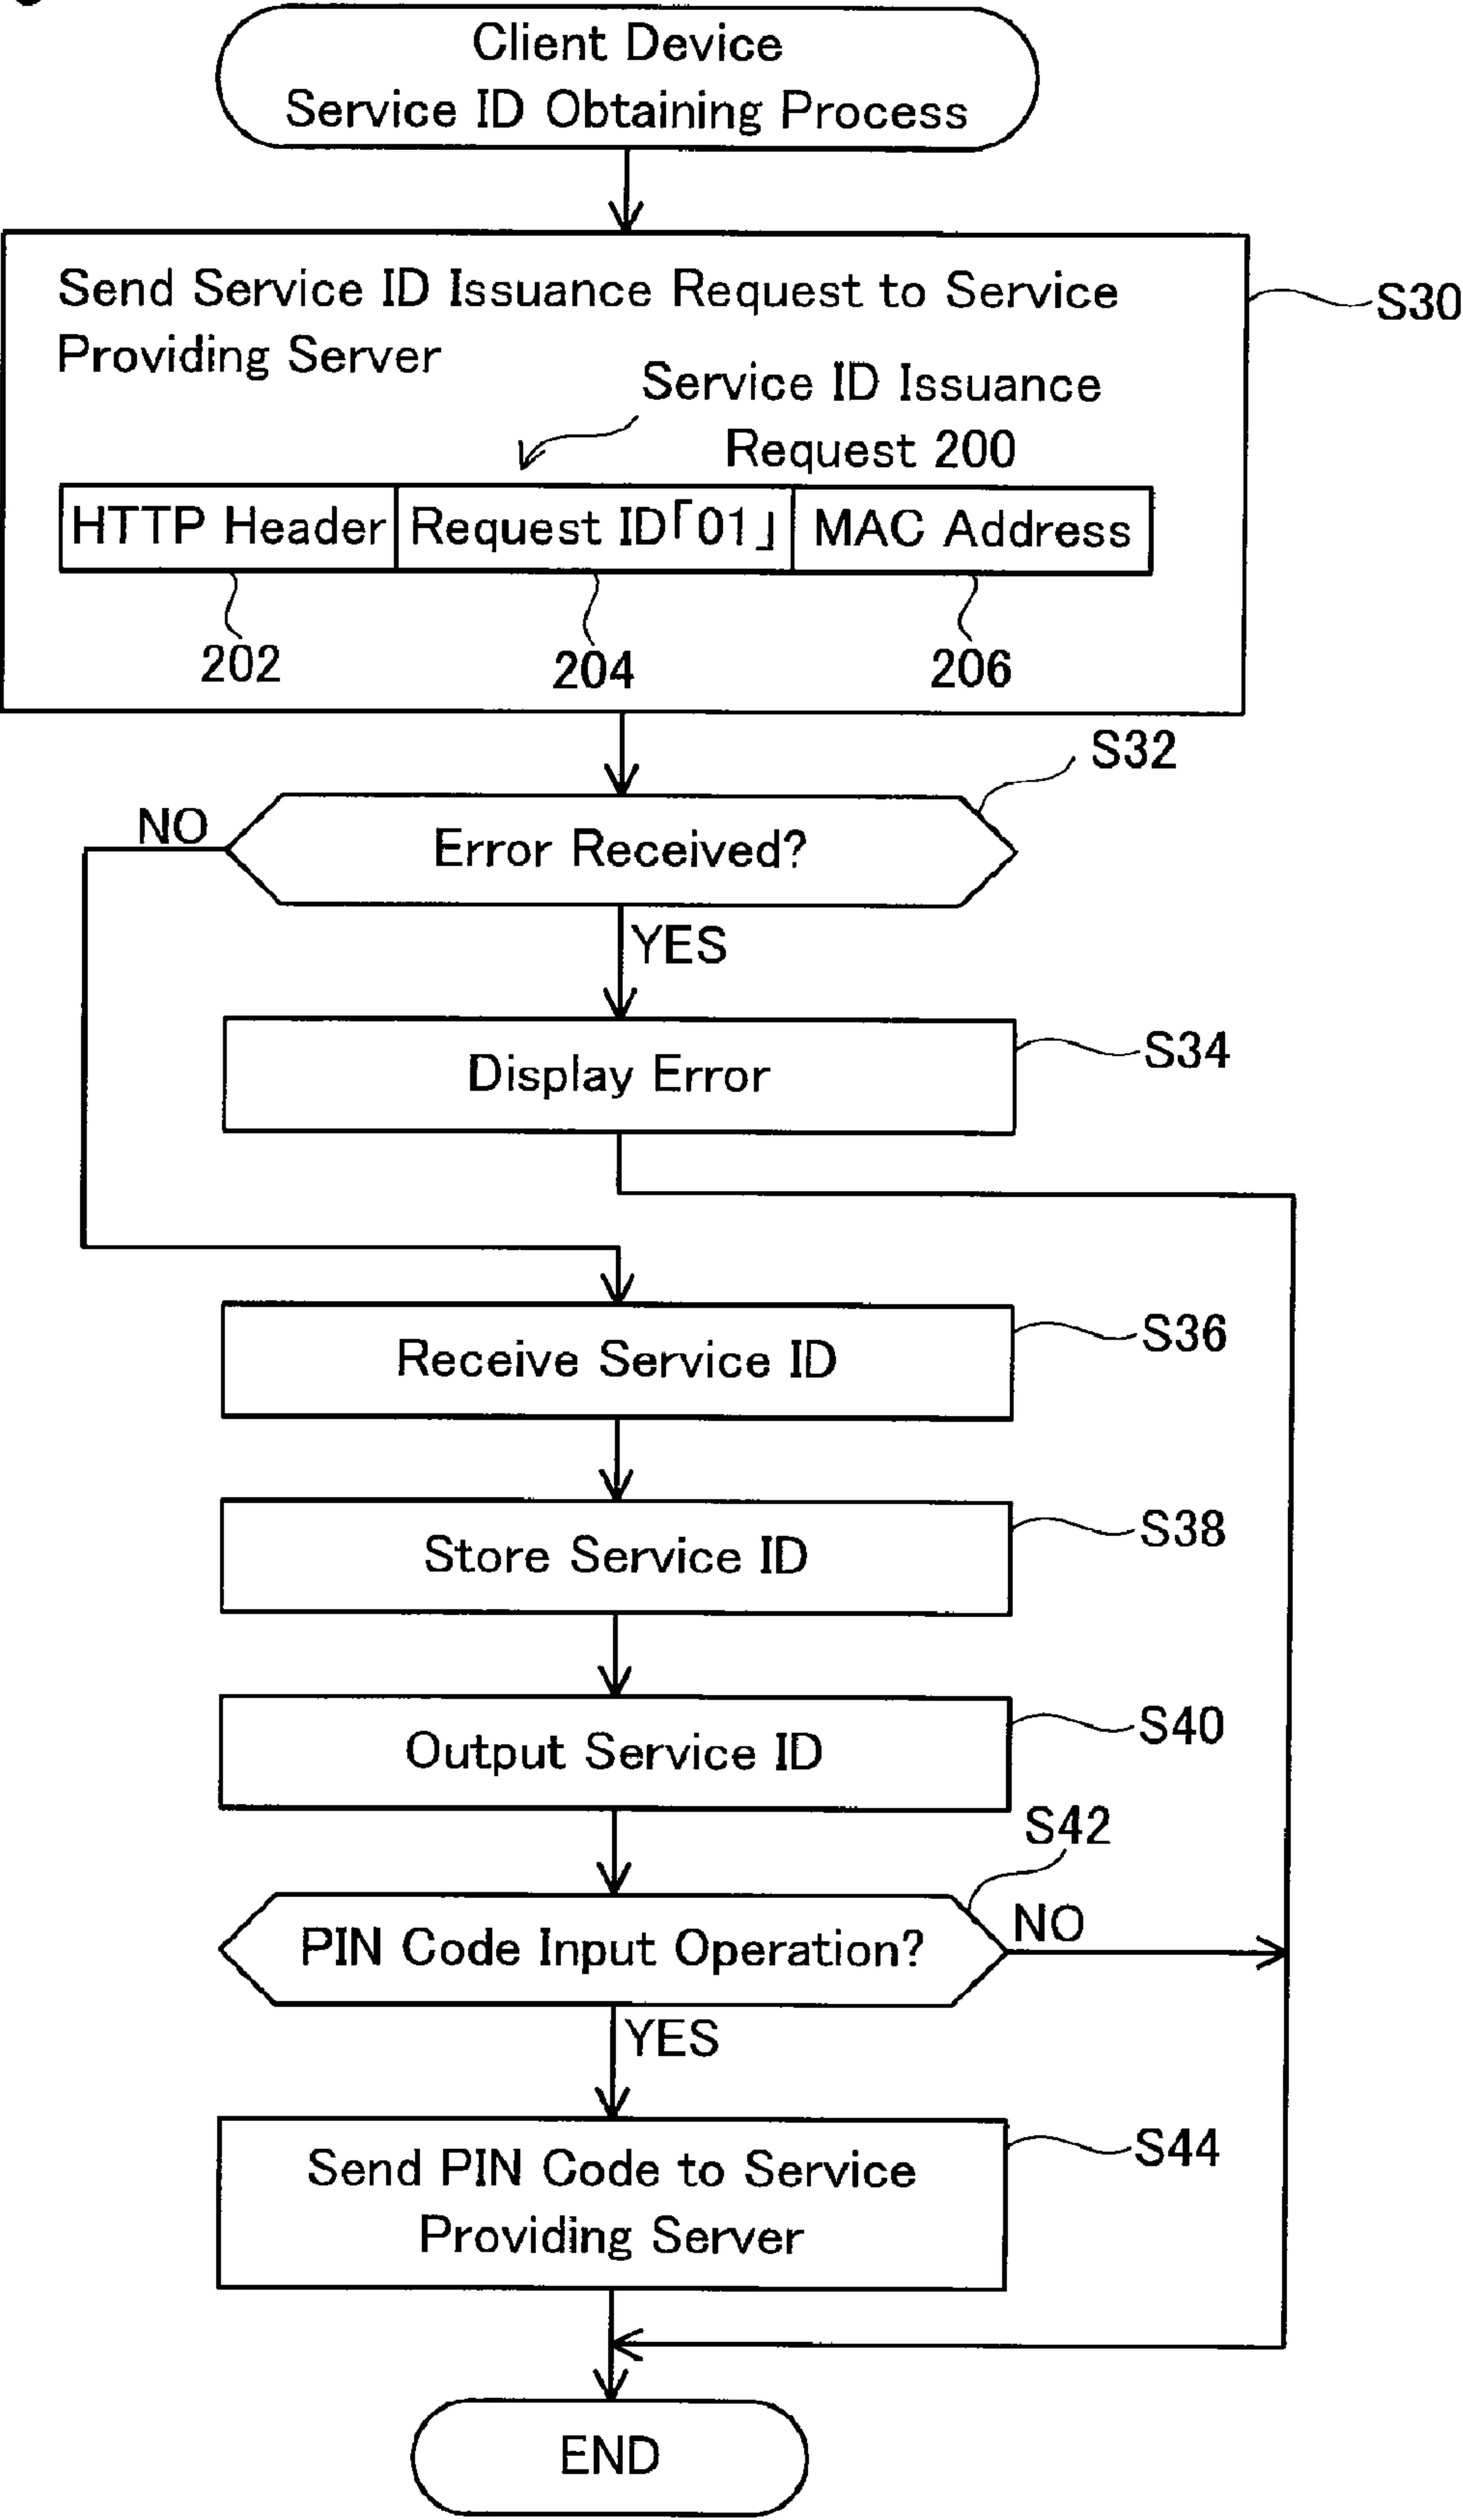 Client Device
Service ID Obtaining Process
Send Service ID Issuance Request to Service
Providing Server
S30
Service ID Issuance
Request 200
HTTP Header
Request ID「01」
MAC Address
202
204
206
S32
NO
Error Received?
YES
Display Error
S34
Receive Service ID
S36
Store Service ID
S38
Output Service ID
S40
S42
PIN Code Input Operation?
NO
YES
Send PIN Code to Service
Providing Server
S44
END